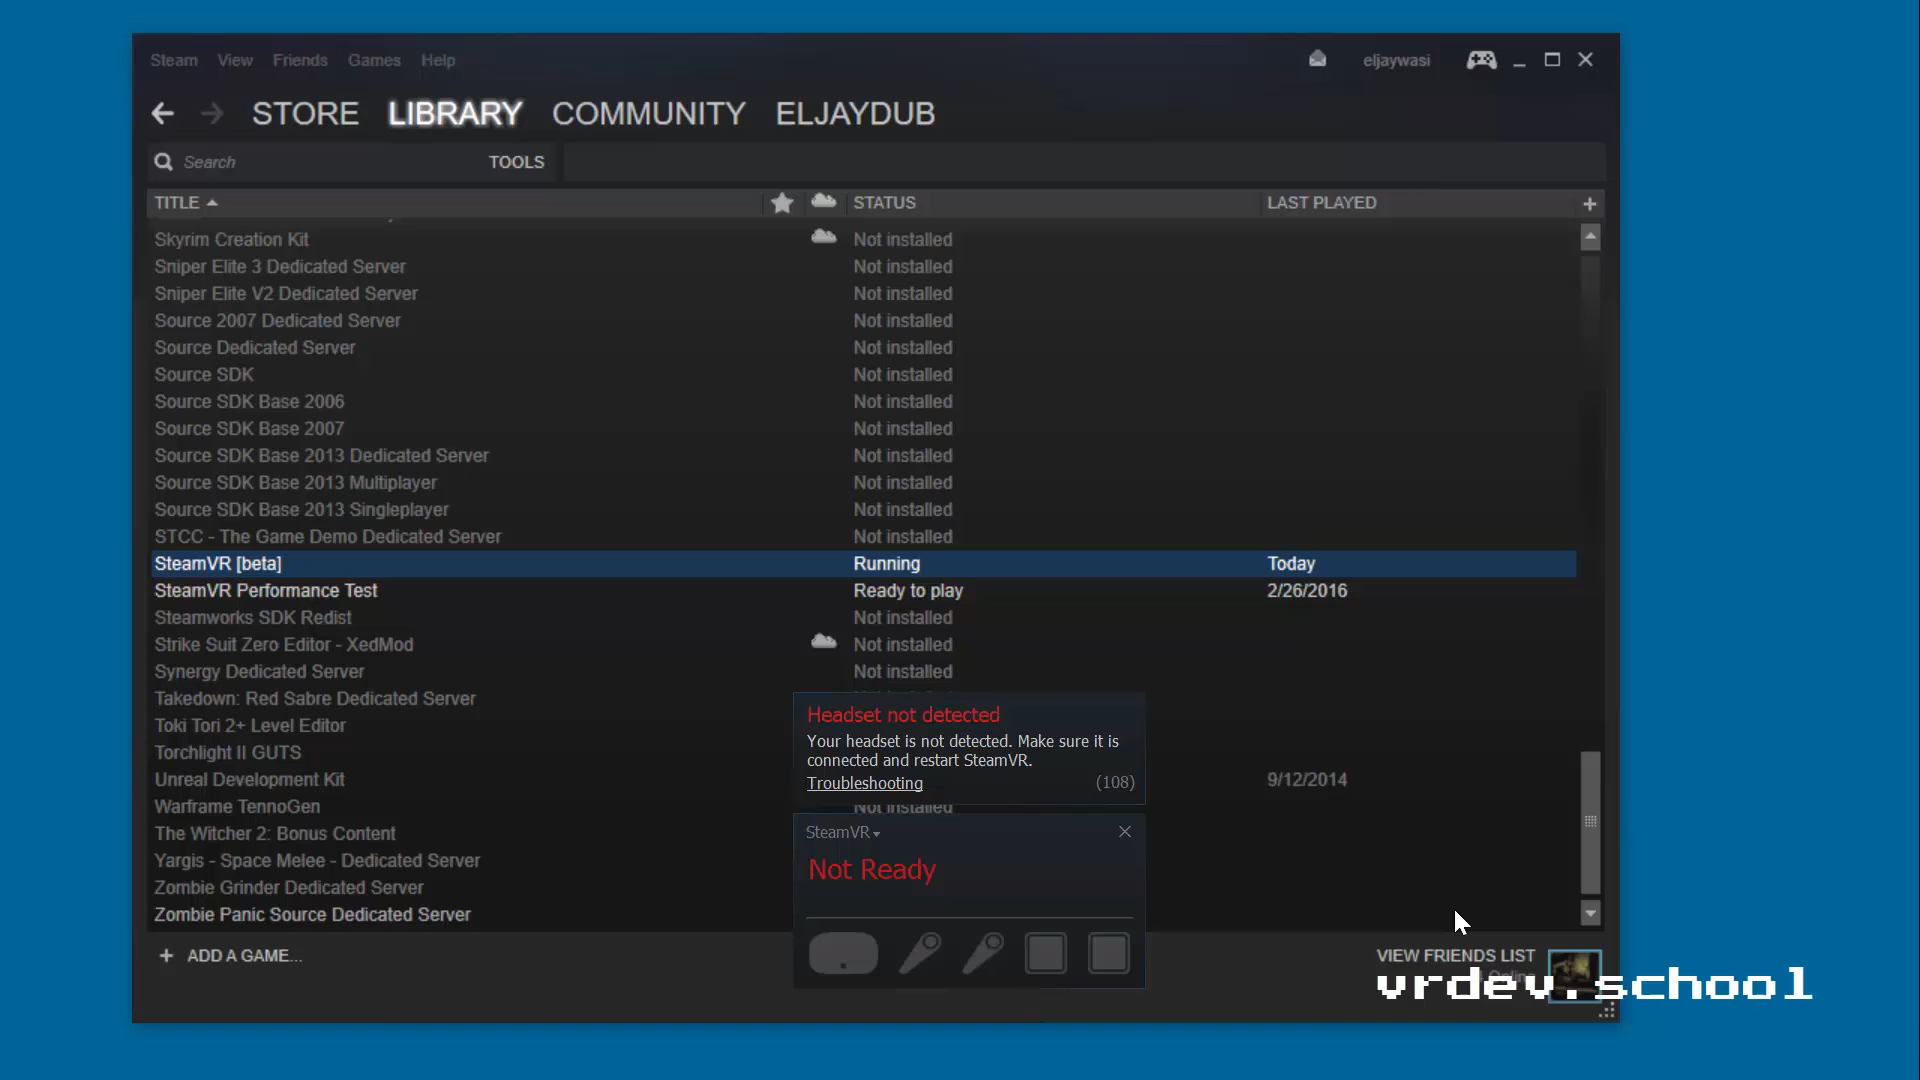 Steam View Friends Games Help eljaywasi
STORE LIBRARY COMMUNITY ELJAYDUB
Search TOOLS
TITLE STATUS LAST PLAYED +
Skyrim Creation Kit Not installed
Sniper Elite 3 Dedicated Server Not installed
Sniper Elite V2 Dedicated Server Not installed
Source 2007 Dedicated Server Not installed
Source Dedicated Server Not installed
Source SDK Not installed
Source SDK Base 2006 Not installed
Source SDK Base 2007 Not installed
Source SDK Base 2013 Dedicated Server Not installed
Source SDK Base 2013 Multiplayer Not installed
Source SDK Base 2013 Singleplayer Not installed
STCC - The Game Demo Dedicated Server Not installed
SteamVR [beta] Running Today
SteamVR Performance Test Ready to play 2/26/2016
Steamworks SDK Redist Not installed
Strike Suit Zero Editor - XedMod Not installed
Synergy Dedicated Server Not installed
Takedown: Red Sabre Dedicated Server
Toki Tori 2+ Level Editor
Torchlight II GUTS
Unreal Development Kit 9/12/2014
Warframe TennoGen Not installed
The Witcher 2: Bonus Content
Yargis - Space Melee - Dedicated Server
Zombie Grinder Dedicated Server
Zombie Panic Source Dedicated Server
Headset not detected
Your headset is not detected. Make sure it is
connected and restart SteamVR.
Troubleshooting (108)
SteamVR
Not Ready
+ ADD A GAME...
VIEW FRIENDS LIST
Online
vrdev.school